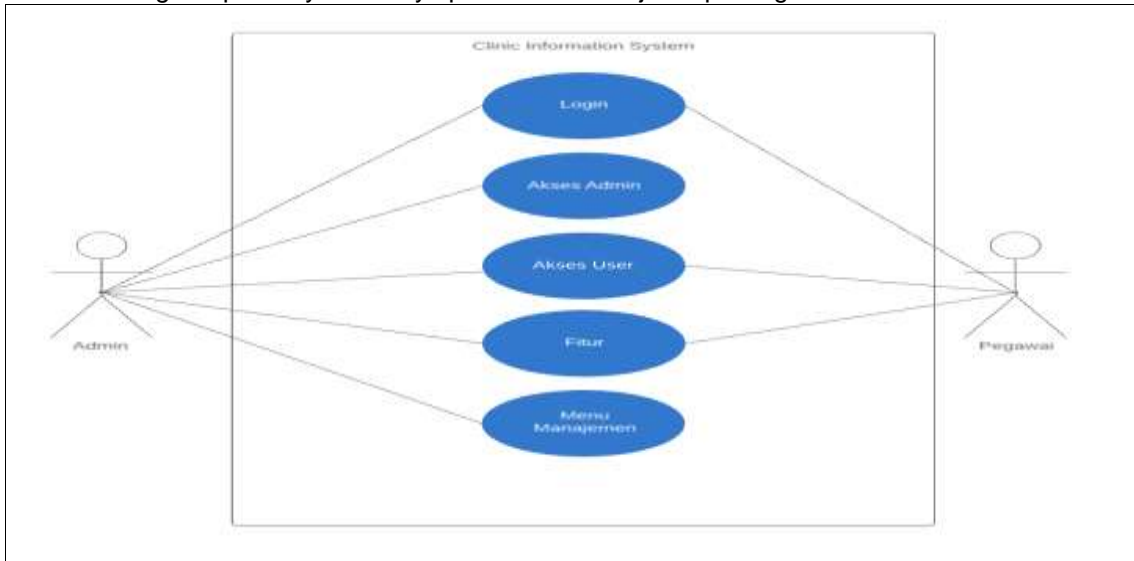 Clinic Information System
Login
Akses Admin
Akses User
Fitur
Menu
Manajemen
Admin
Pegawai